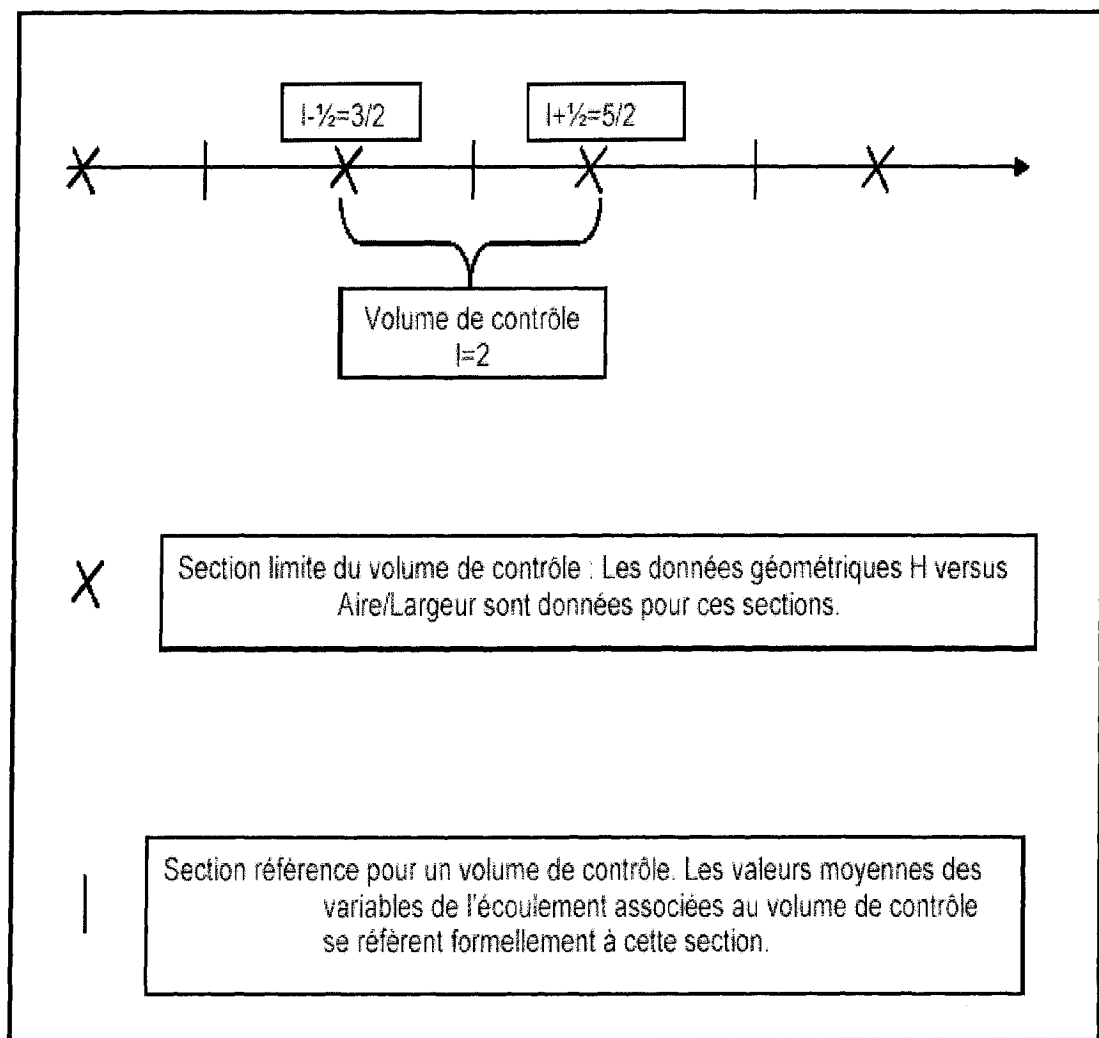 I-½=3/2
I+½=5/2
Volume de contrôle
I=2
Section limite du volume de contrôle : Les données géométriques H versus
Aire/Largeur sont données pour ces sections.
Section référence pour un volume de contrôle. Les valeurs moyennes des
variables de l'écoulement associées au volume de contrôle
se réfèrent formellement à cette section.